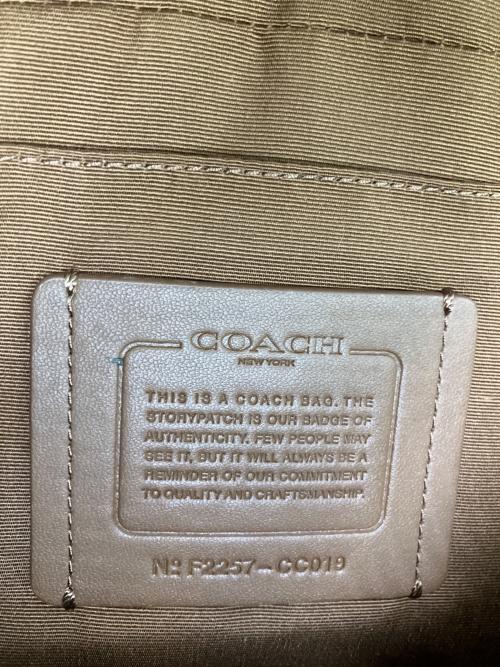 COACH
NEW YORK
THIS IS A COACH BAG. THE
STORYPATCH IS OUR BADGE OF
AUTHENTICITY. FEW PEOPLE MAY
SEE IT, BUT IT WILL ALWAYS BE A
REMINDER OF OUR COMMITMENT
TO QUALITY AND CRAFTSMANSHIP.
Nº F2257-CC019